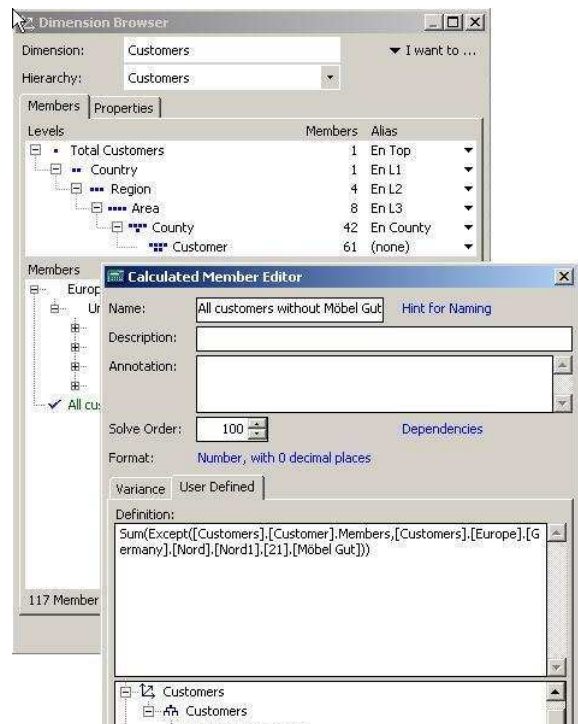 Dimension Browser
Dimension: Customers I want to ...
Hierarchy: Customers
Members Properties
Levels Members Alias
Total Customers 1 En Top
Country 1 En L1
Region 4 En L2
Area 8 En L3
County 42 En County
Customer 61 (none)
Members
Europ
Ur
All cus
117 Member
Calculated Member Editor
Name: All customers without Möbel Gut Hint for Naming
Description:
Annotation:
Solve Order: 100 Dependencies
Format: Number, with 0 decimal places
Variance User Defined
Definition:
Sum(Except([Customers].[Customer].Members,[Customers].[Europe].[G
ermany].[Nord].[Nord1].[21].[Möbel Gut]))
Customers
Customers